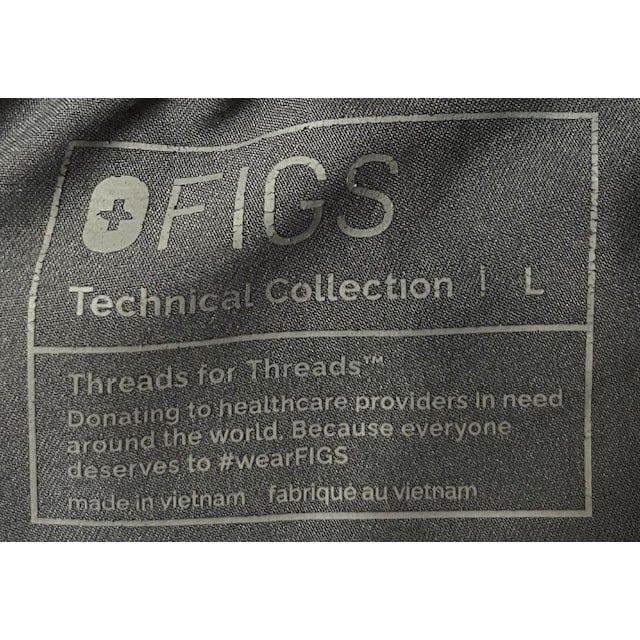 FIGS
Technical Collection | L
Threads for Threads™
Donating to healthcare providers in need
around the world. Because everyone
deserves to #wearFIGS
made in vietnam fabriqué au vietnam